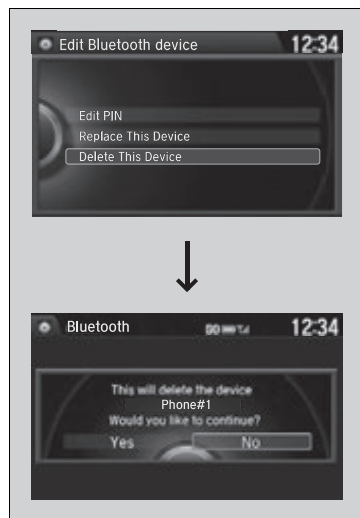 Edit Bluetooth device 12:34
Edit PIN
Replace This Device
Delete This Device
Bluetooth 12:34
This will delete the device
Phone#1
Would you like to continue?
Yes No